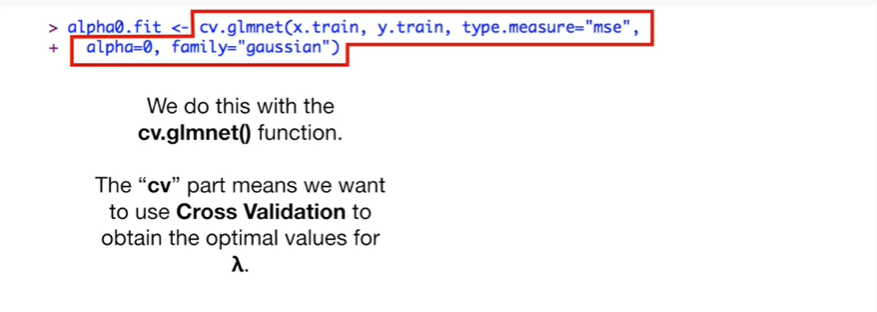 > alpha0.fit <- cv.glmnet(x.train, y.train, type.measure="mse",
+ alpha=0, family="gaussian")
We do this with the
cv.glmnet() function.
The “cv” part means we want
to use Cross Validation to
obtain the optimal values for
λ.